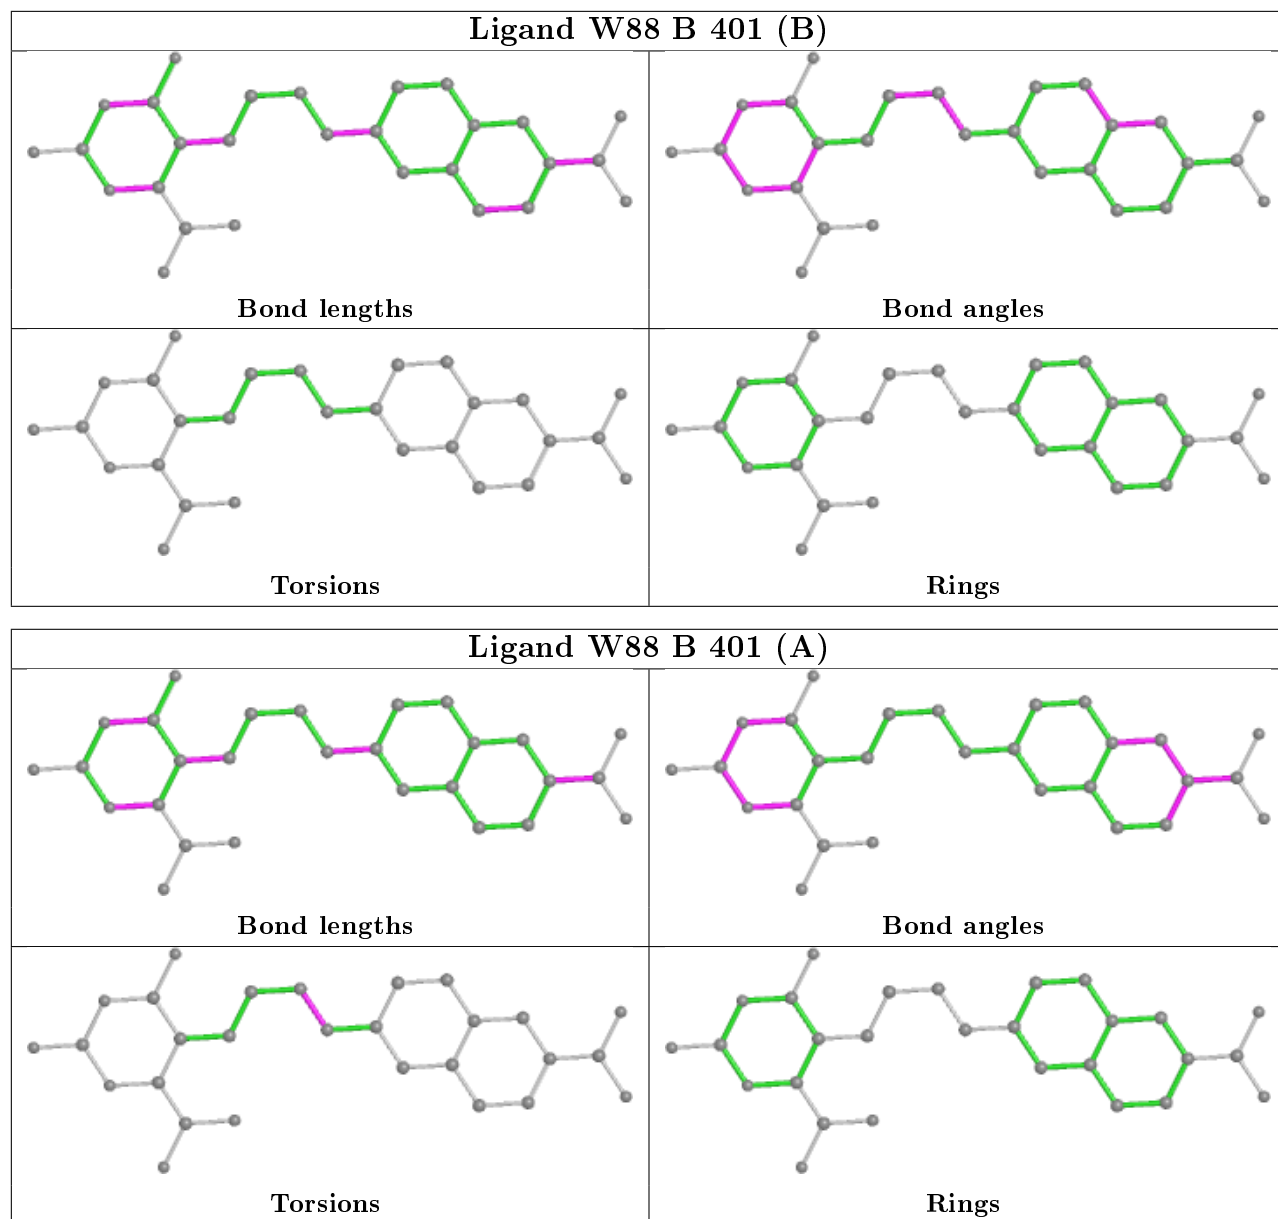 Ligand W88 B 401 (B)
Bond lengths
Bond angles
Torsions
Rings
Ligand W88 B 401 (A)
Bond lengths
Bond angles
Torsions
Rings